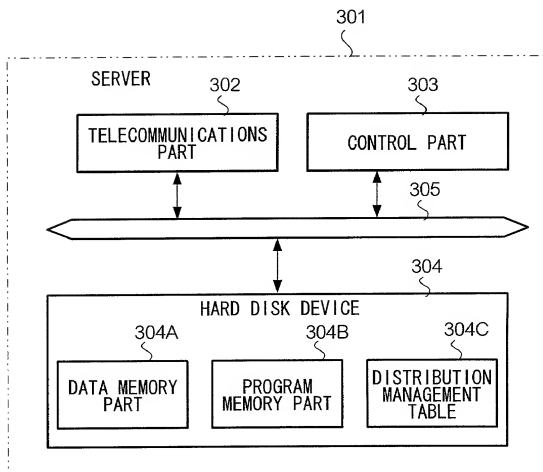 301
SERVER
302
303
TELECOMMUNICATIONS
PART
CONTROL PART
305
304
HARD DISK DEVICE
304A
304B
304C
DATA MEMORY
PART
PROGRAM
MEMORY PART
DISTRIBUTION
MANAGEMENT
TABLE